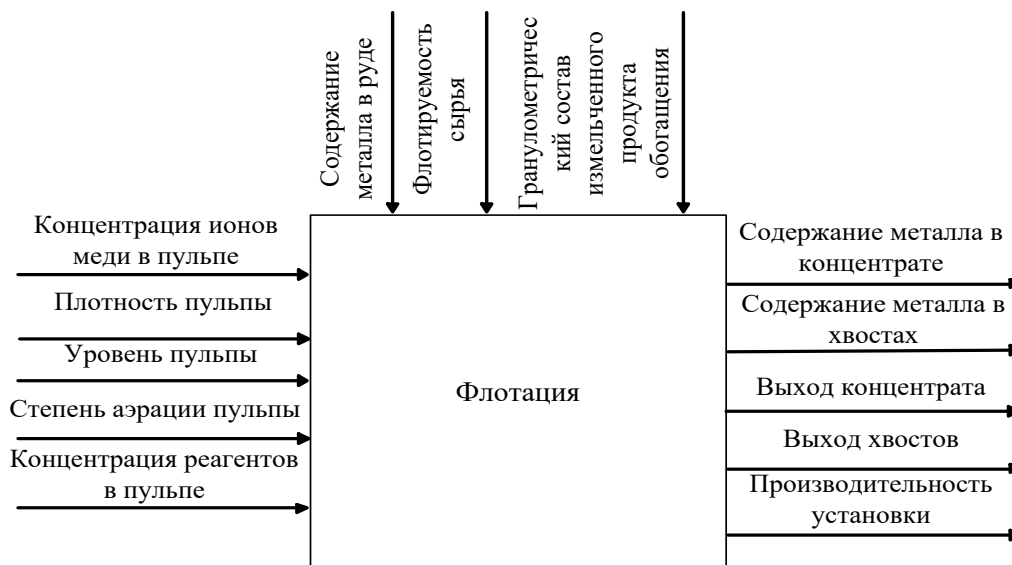 Содержание
металла в руде
Флотируемость
сырья
Гранулометричес
кий состав
измельченного
продукта
обогащения
Концентрация ионов
меди в пульпе
Плотность пульпы
Уровень пульпы
Степень аэрации пульпы
Концентрация реагентов
в пульпе
Флотация
Содержание металла в
концентрате
Содержание металла в
хвостах
Выход концентрата
Выход хвостов
Производительность
установки